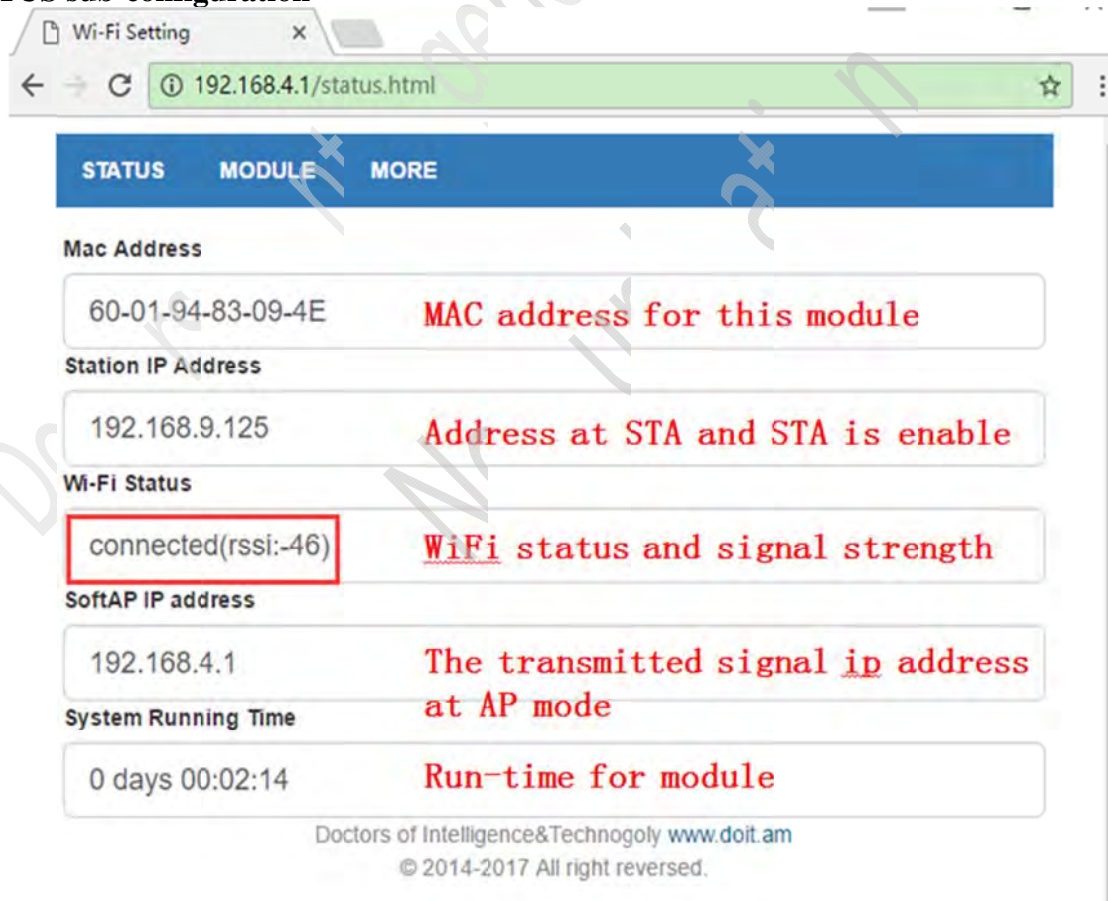 Wi-Fi Setting
192.168.4.1/status.html
STATUS MODULE MORE
Mac Address
60-01-94-83-09-4E MAC address for this module
Station IP Address
192.168.9.125 Address at STA and STA is enable
Wi-Fi Status
connected(rssi:-46) WiFi status and signal strength
SoftAP IP address
192.168.4.1 The transmitted signal ip address
at AP mode
System Running Time
0 days 00:02:14 Run-time for module
Doctors of Intelligence&Technogoly www.doit.am
© 2014-2017 All right reversed.